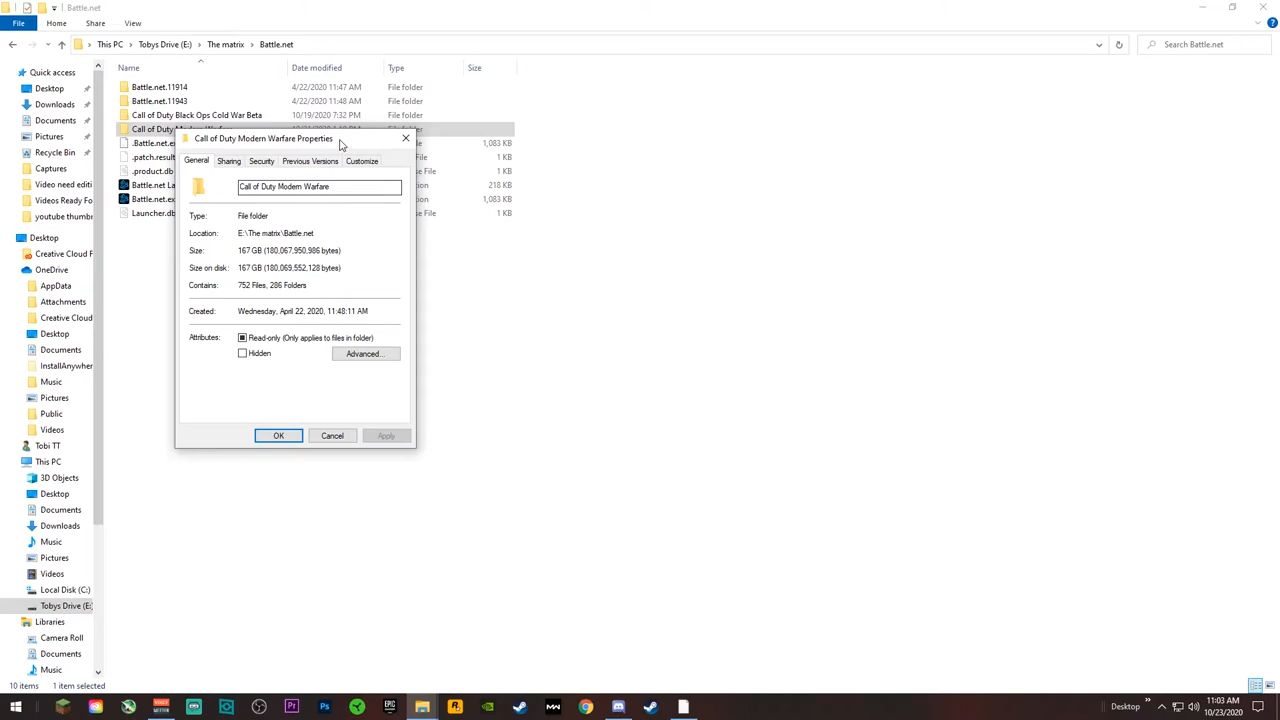 Battle.net
File Home Share View
This PC > Tobys Drive (E:) > The matrix > Battle.net
Search Battle.net
Name Date modified Type Size
Quick access
Desktop
Downloads
Documents
Pictures
Recycle Bin
Captures
Video need editi
Videos Ready Fo
youtube thumbn
Desktop
Creative Cloud F
OneDrive
AppData
Attachments
Creative Cloud
Desktop
Documents
InstallAnywher
Music
Pictures
Public
Videos
Tobi TT
This PC
3D Objects
Desktop
Documents
Downloads
Music
Pictures
Videos
Local Disk (C:)
Tobys Drive (E:)
Libraries
Camera Roll
Documents
Music
Battle.net.11914 4/22/2020 11:47 AM File folder
Battle.net.11943 4/22/2020 11:48 AM File folder
Call of Duty Black Ops Cold War Beta 10/19/2020 7:32 PM File folder
Call of Duty Modern Warfare
.Battle.net.ex 1,083 KB
.patch.result 1 KB
.product.db 1 KB
Battle.net La 218 KB
Battle.net.ex 1,083 KB
Launcher.db 1 KB
Call of Duty Modern Warfare Properties
General Sharing Security Previous Versions Customize
Call of Duty Modern Warfare
Type: File folder
Location: E:\The matrix\Battle.net
Size: 167 GB (180,067,950,986 bytes)
Size on disk: 167 GB (180,069,552,128 bytes)
Contains: 752 Files, 286 Folders
Created: Wednesday, April 22, 2020, 11:48:11 AM
Attributes: Read-only (Only applies to files in folder)
Hidden Advanced...
OK Cancel Apply
10 items 1 item selected
Desktop
11:03 AM
10/23/2020